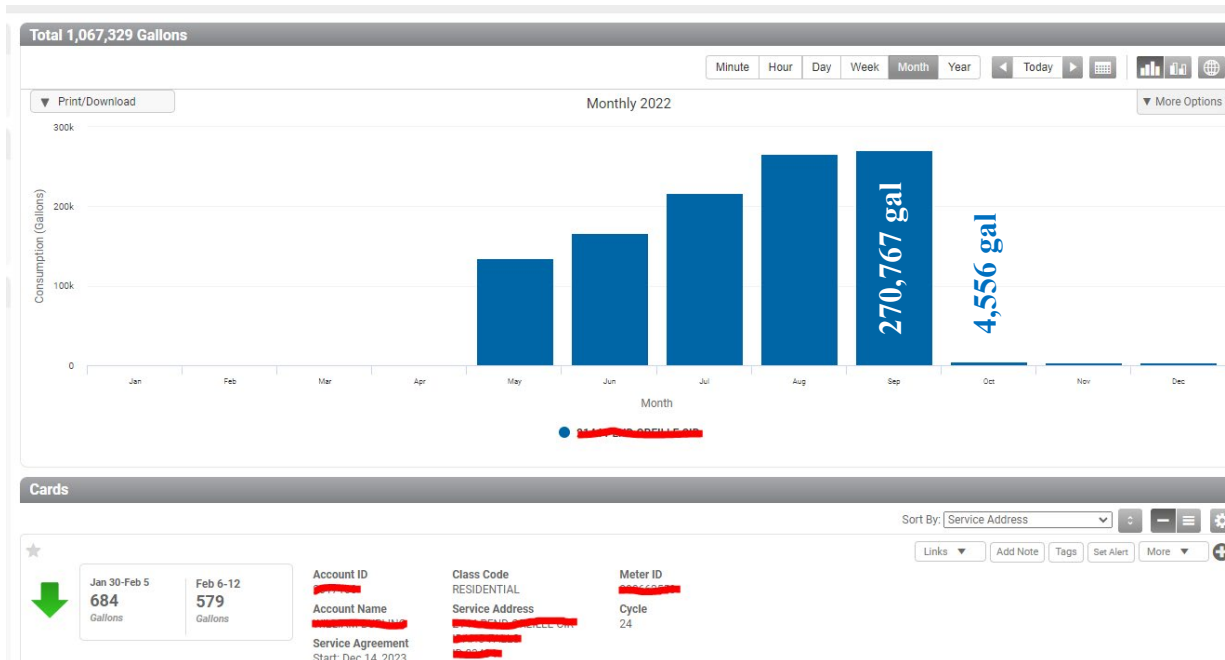 Total 1,067,329 Gallons
Minute Hour Day Week Month Year Today
Print/Download
Monthly 2022
More Options
300k
200k
100k
0
Consumption (Gallons)
270,767 gal
4,556 gal
Jan Feb Mar Apr May Jun Jul Aug Sep Oct Nov Dec
Month
Cards
Sort By: Service Address
Links Add Note Tags Set Alert More
Jan 30-Feb 5
684
Gallons
Feb 6-12
579
Gallons
Account ID
Account Name
Service Agreement
Start: Dec 14, 2023
Class Code
RESIDENTIAL
Service Address
Meter ID
Cycle
24